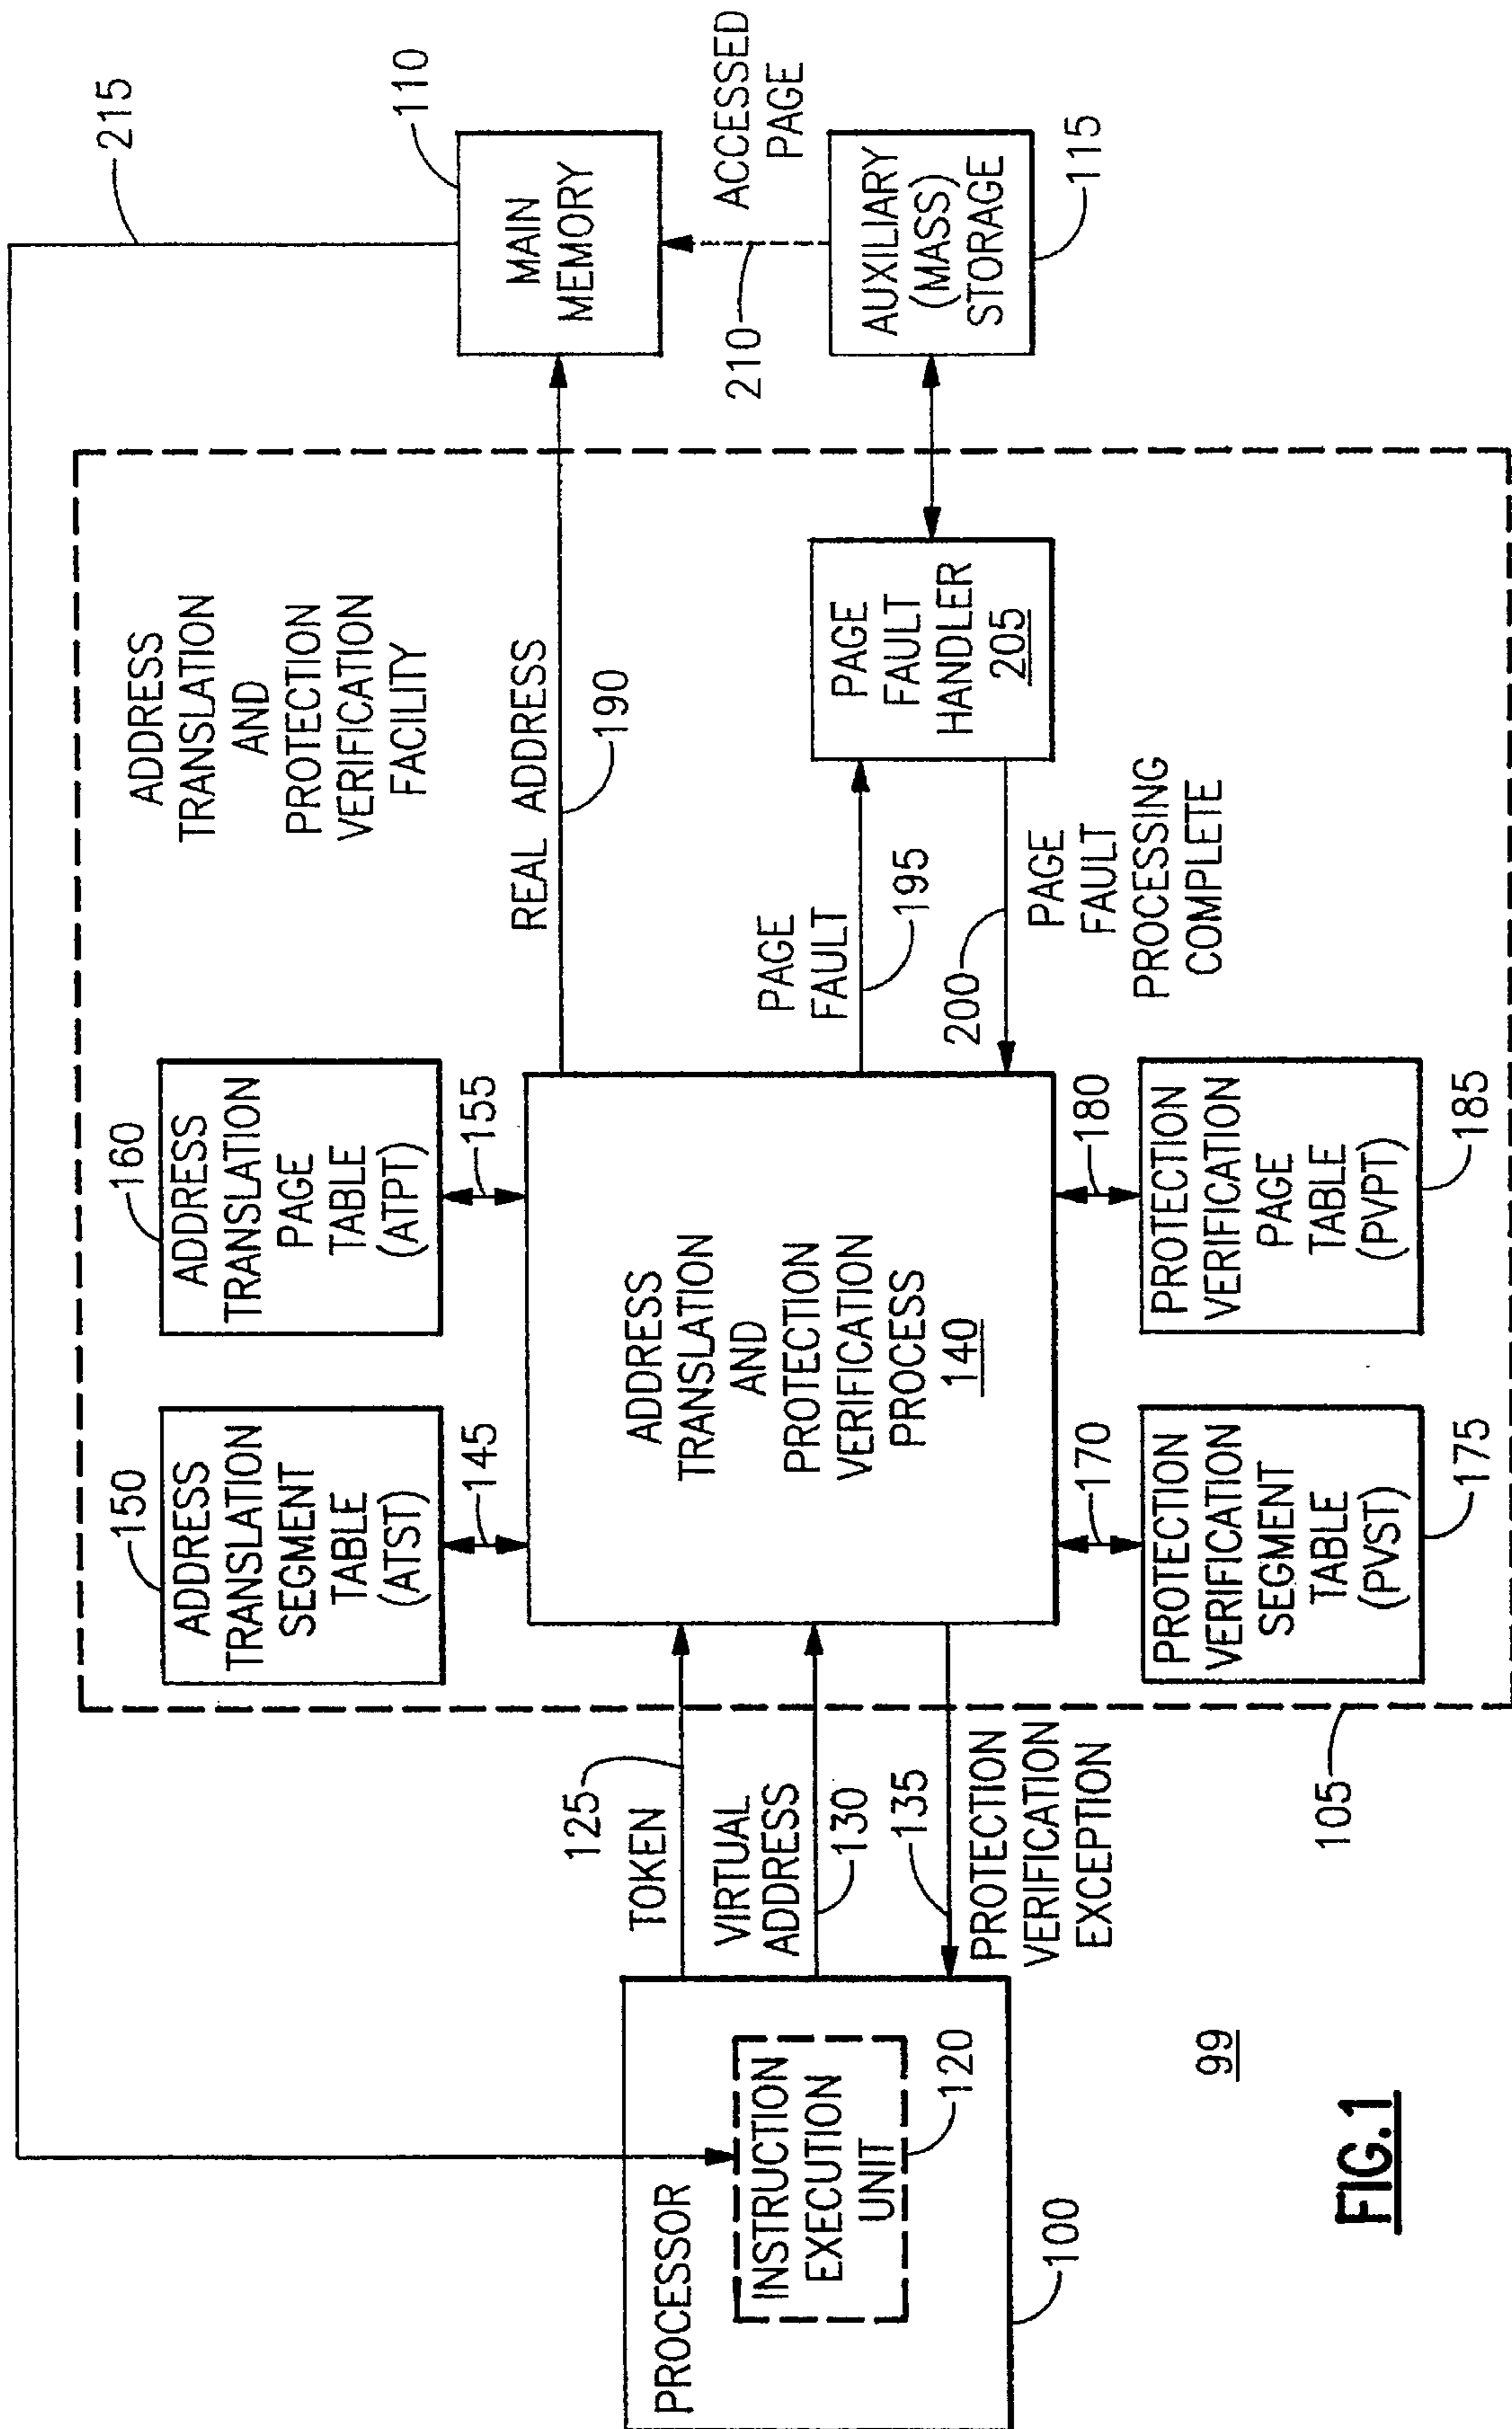 215
PROCESSOR
INSTRUCTION
EXECUTION
UNIT
120
100
125
TOKEN
VIRTUAL
ADDRESS
130
135
PROTECTION
VERIFICATION
EXCEPTION
105
ADDRESS
TRANSLATION
AND
PROTECTION
VERIFICATION
FACILITY
150
ADDRESS
TRANSLATION
SEGMENT
TABLE
(ATST)
145
160
ADDRESS
TRANSLATION
PAGE
TABLE
(ATPT)
155
ADDRESS
TRANSLATION
AND
PROTECTION
VERIFICATION
PROCESS
140
170
PROTECTION
VERIFICATION
SEGMENT
TABLE
(PVST)
175
180
PROTECTION
VERIFICATION
PAGE
TABLE
(PVPT)
185
REAL ADDRESS
190
PAGE
FAULT
195
200
PAGE
FAULT
PROCESSING
COMPLETE
PAGE
FAULT
HANDLER
205
MAIN
MEMORY
110
210
ACCESSED
PAGE
AUXILIARY
(MASS)
STORAGE
115
99
FIG.1